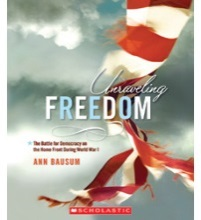 Unraveling
FREEDOM
The Battle for Democracy on
the Home Front During World War I
ANN BAUSUM
SCHOLASTIC